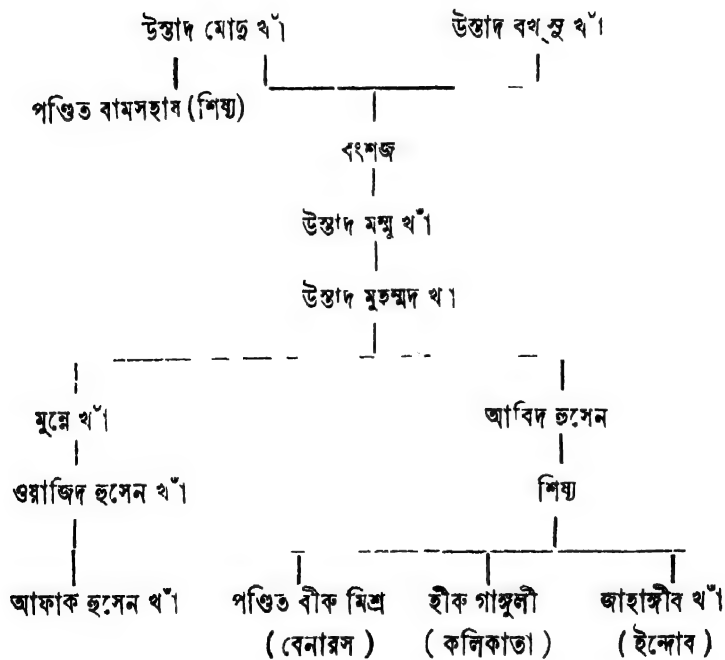 উস্তাদ মোদু খাঁ উস্তাদ বখ্‌সু খাঁ
পণ্ডিত রামসহায় (শিষ্য)
বংশজ
উস্তাদ মম্মু খাঁ
উস্তাদ মুহম্মদ খাঁ
মুন্নে খাঁ আবিদ হুসেন
ওয়াজিদ হুসেন খাঁ শিষ্য
আফাক হুসেন খাঁ পণ্ডিত বীরু মিশ্র হীরু গাঙ্গুলী জাহাঙ্গীর খাঁ
(বেনারস) (কলিকাতা) (ইন্দোর)